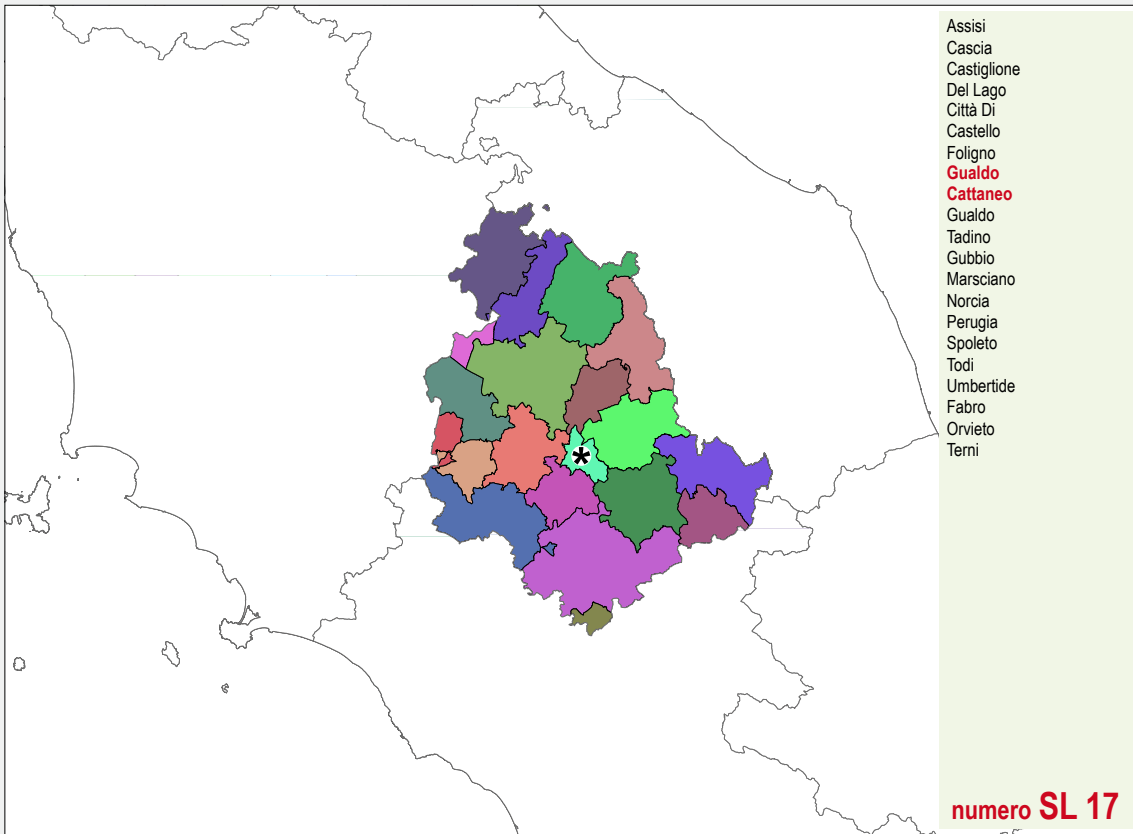 Assisi
Cascia
Castiglione
Del Lago
Città Di
Castello
Foligno
Gualdo
Cattaneo
Gualdo
Tadino
Gubbio
Marsciano
Norcia
Perugia
Spoleto
Todi
Umbertide
Fabro
Orvieto
Terni
*
numero SL 17